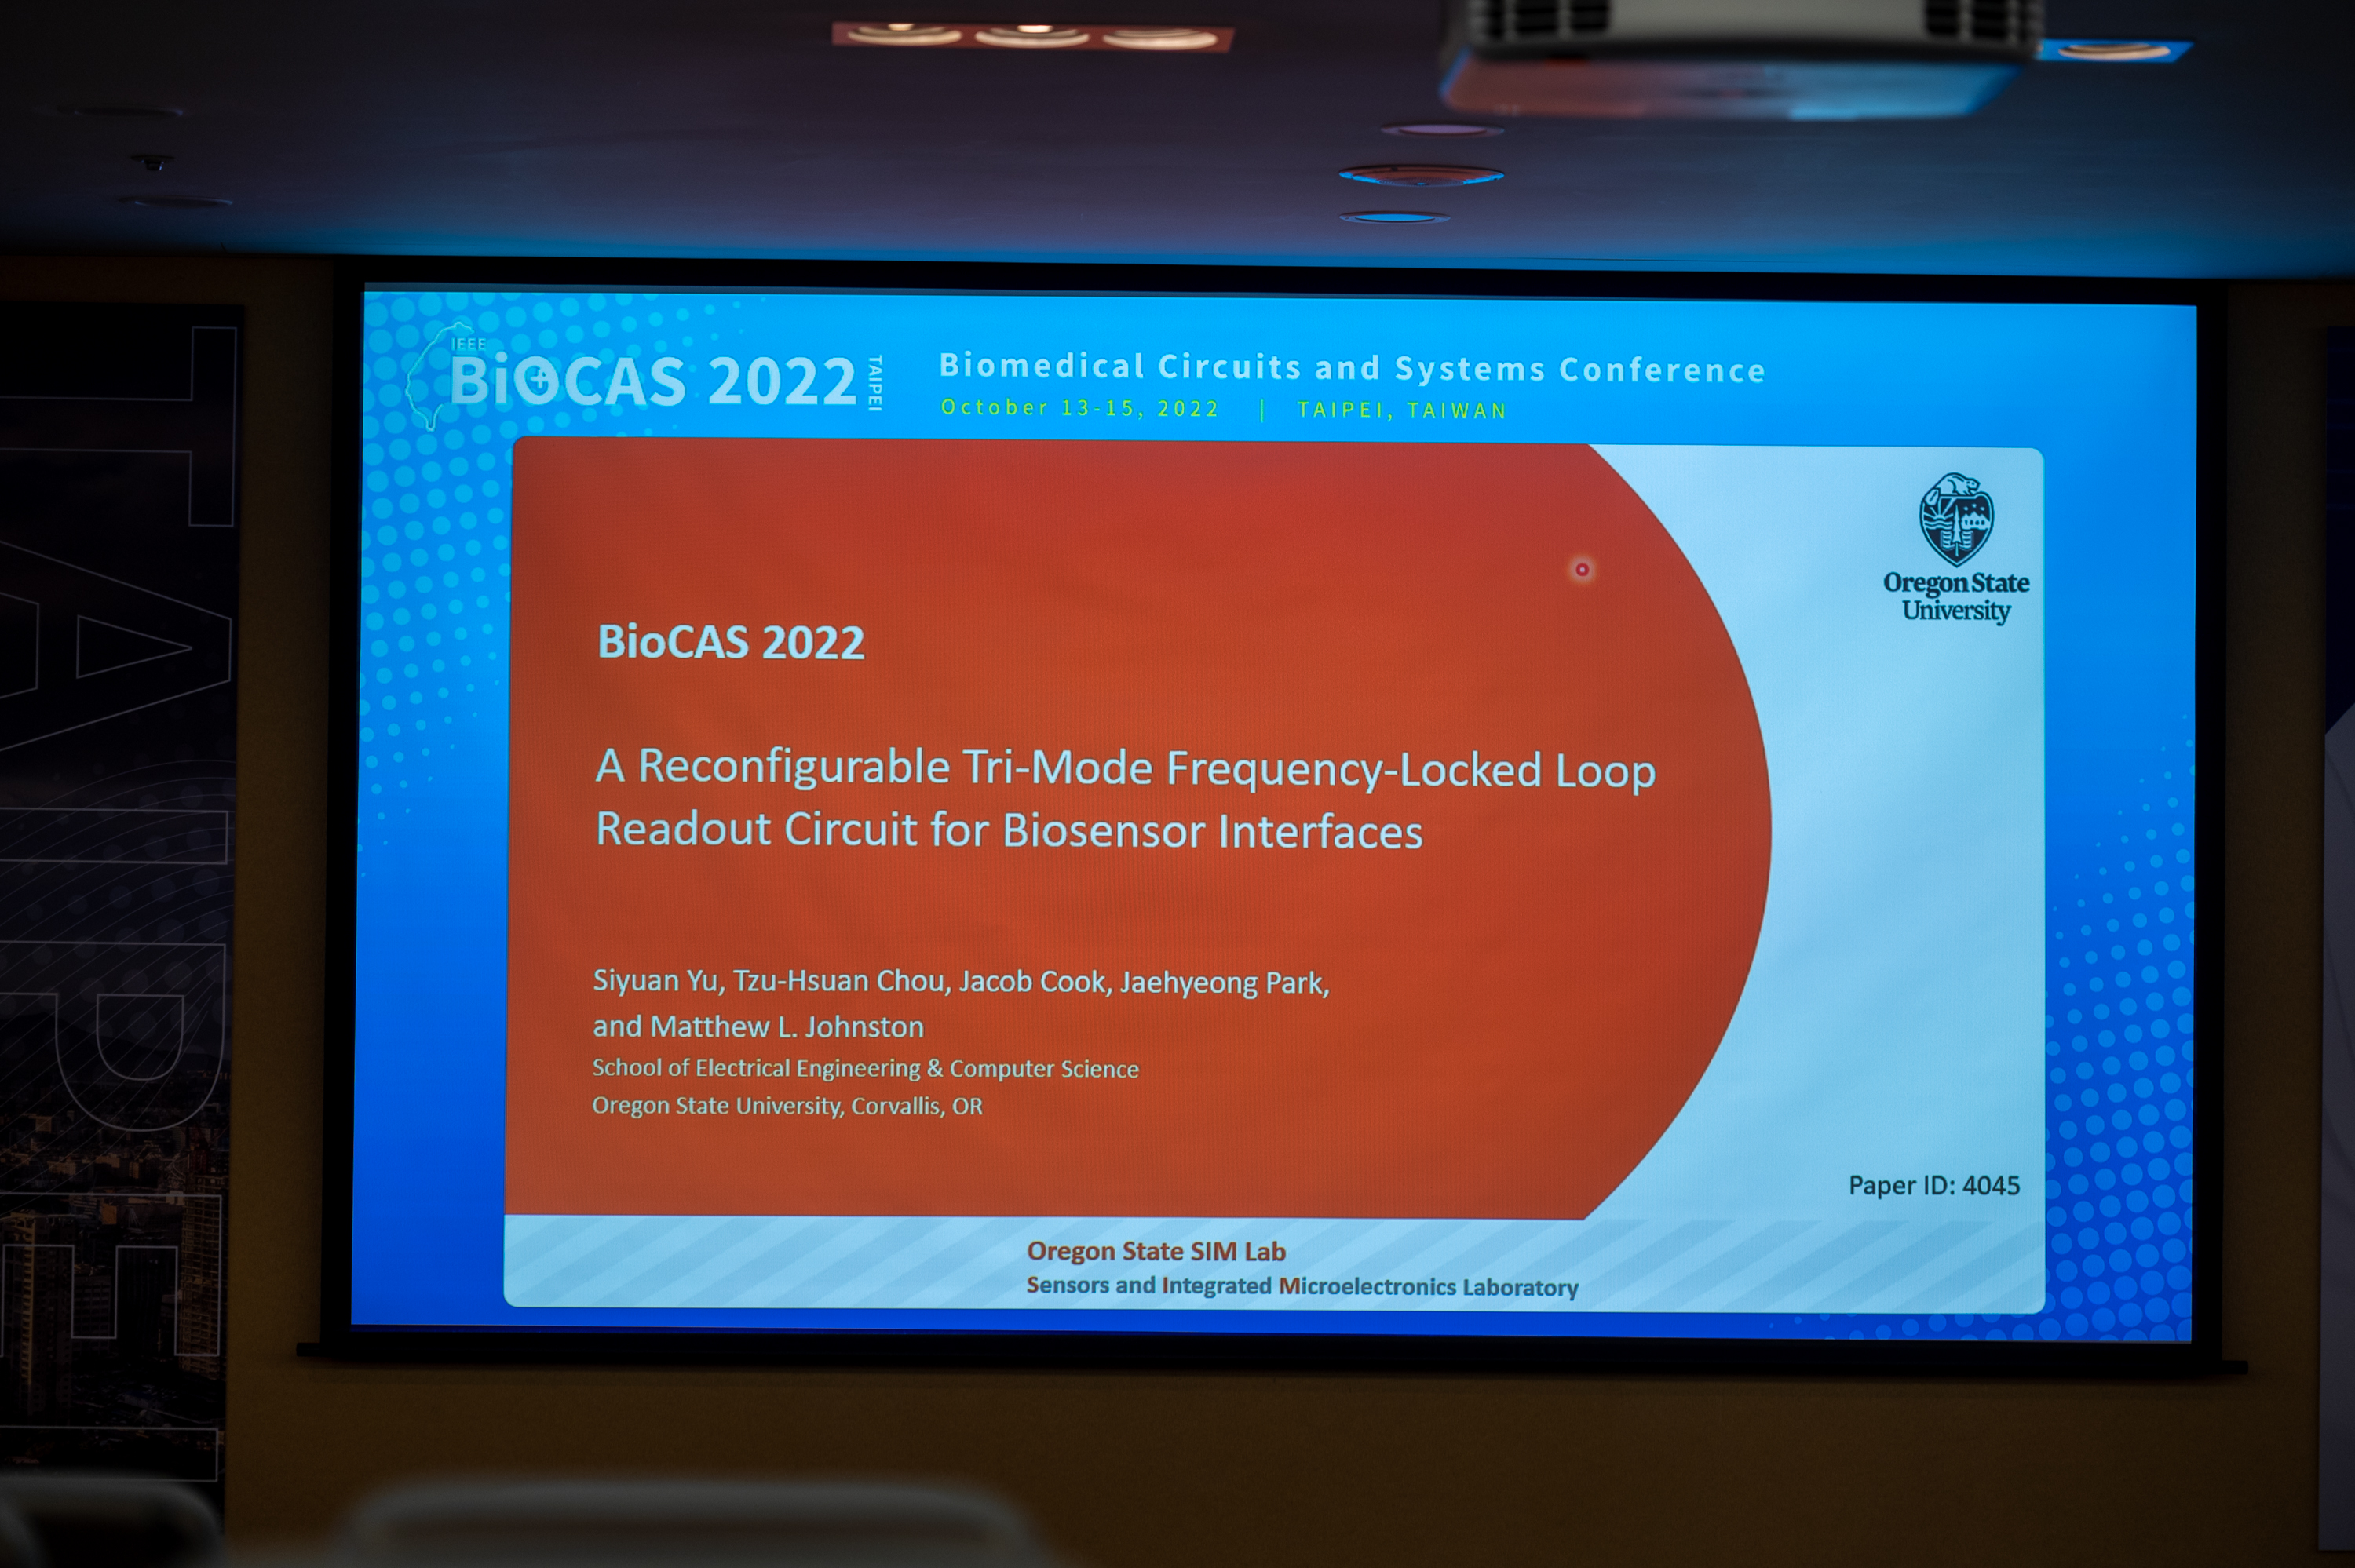 IEEE
BiOCAS 2022
TAIPEI
Biomedical Circuits and Systems Conference
October 13-15, 2022 | TAIPEI, TAIWAN
Oregon State
University
BioCAS 2022
A Reconfigurable Tri-Mode Frequency-Locked Loop
Readout Circuit for Biosensor Interfaces
Siyuan Yu, Tzu-Hsuan Chou, Jacob Cook, Jaehyeong Park,
and Matthew L. Johnston
School of Electrical Engineering & Computer Science
Oregon State University, Corvallis, OR
Paper ID: 4045
Oregon State SIM Lab
Sensors and Integrated Microelectronics Laboratory